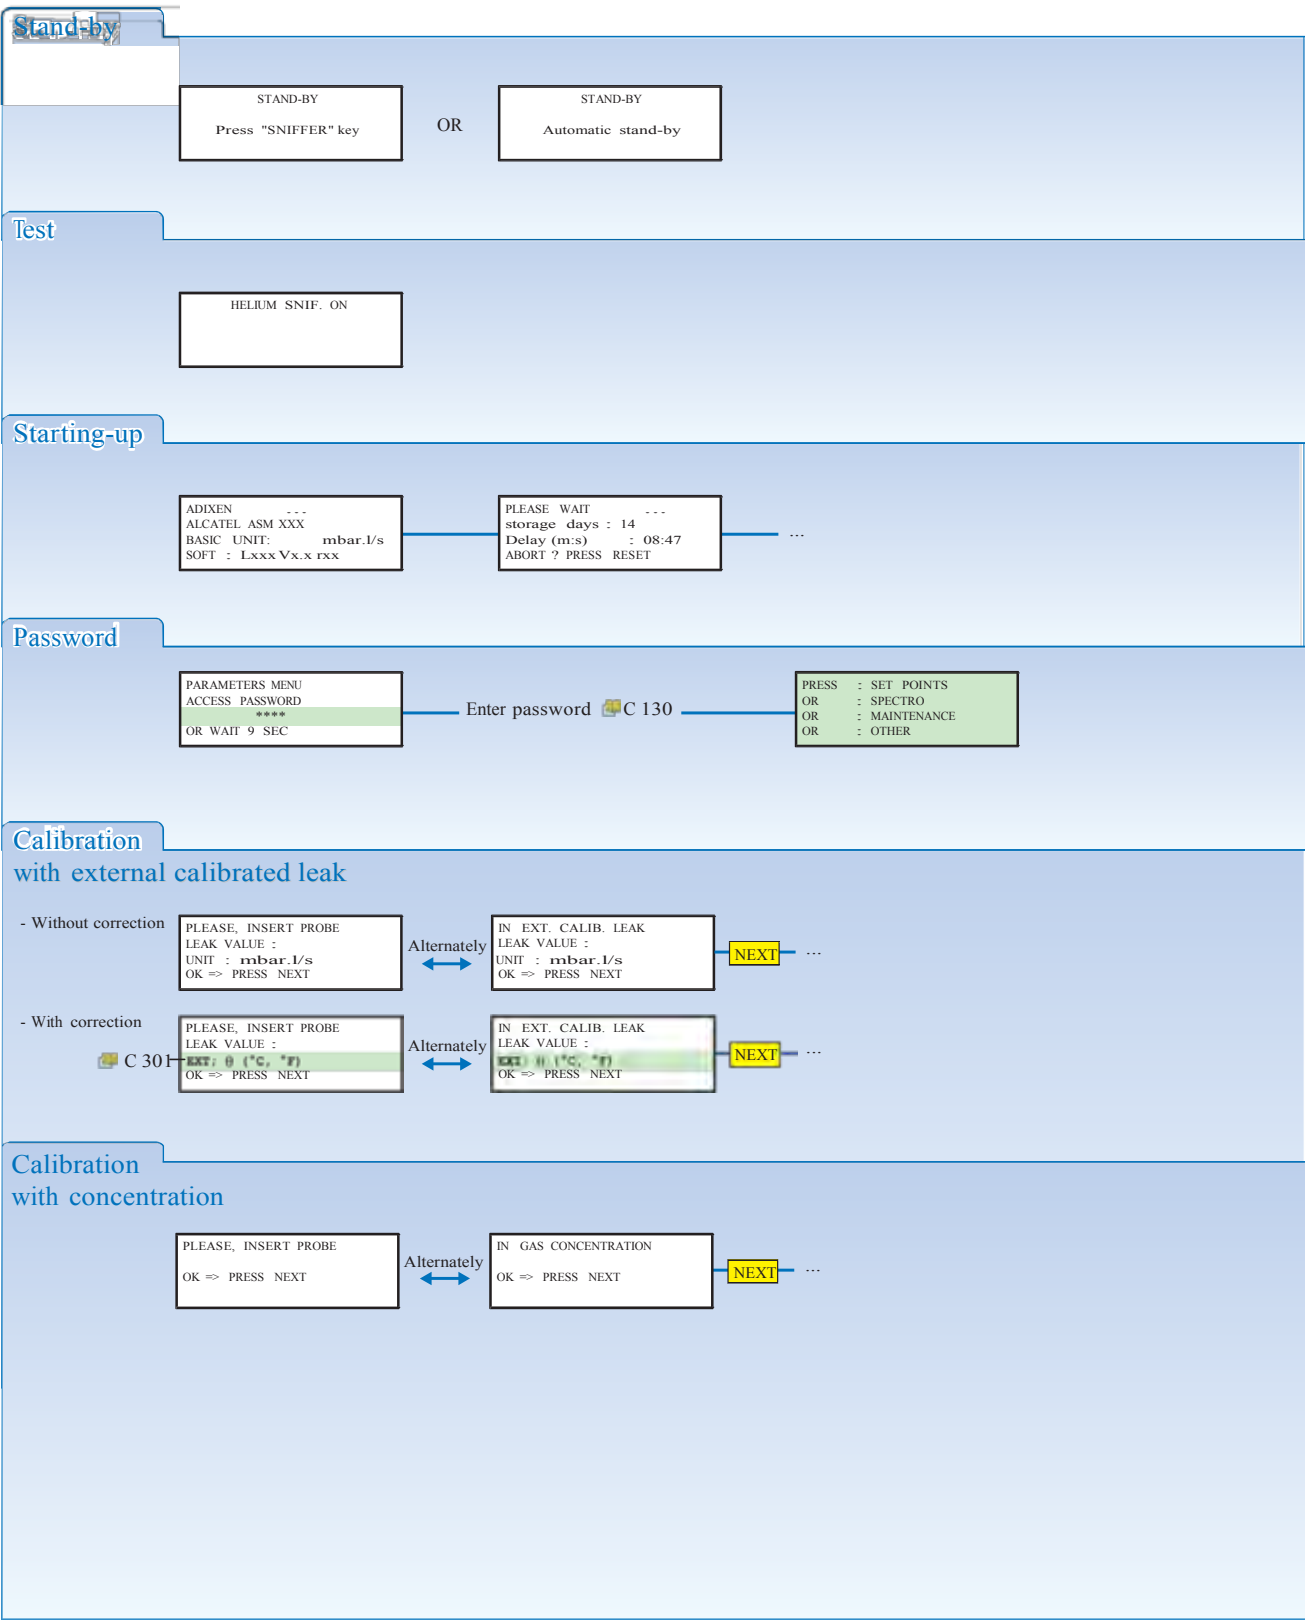 Stand-by
STAND-BY
Press "SNIFFER" key
OR
STAND-BY
Automatic stand-by
Test
HELIUM SNIF. ON
Starting-up
ADIXEN ...
ALCATEL ASM XXX
BASIC UNIT: mbar.l/s
SOFT : Lxxx Vx.x rxx
PLEASE WAIT ...
storage days : 14
Delay (m:s) : 08:47
ABORT ? PRESS RESET
...
Password
PARAMETERS MENU
ACCESS PASSWORD
****
OR WAIT 9 SEC
Enter password C 130
PRESS : SET POINTS
OR : SPECTRO
OR : MAINTENANCE
OR : OTHER
Calibration
with external calibrated leak
- Without correction
PLEASE, INSERT PROBE
LEAK VALUE :
UNIT : mbar.l/s
OK => PRESS NEXT
Alternately
IN EXT. CALIB. LEAK
LEAK VALUE :
UNIT : mbar.l/s
OK => PRESS NEXT
NEXT
...
- With correction
C 301
PLEASE, INSERT PROBE
LEAK VALUE :
EXT: () (°C, °F)
OK => PRESS NEXT
Alternately
IN EXT. CALIB. LEAK
LEAK VALUE :
(°C, °F)
OK => PRESS NEXT
NEXT
...
Calibration
with concentration
PLEASE, INSERT PROBE
OK => PRESS NEXT
Alternately
IN GAS CONCENTRATION
OK => PRESS NEXT
NEXT
...